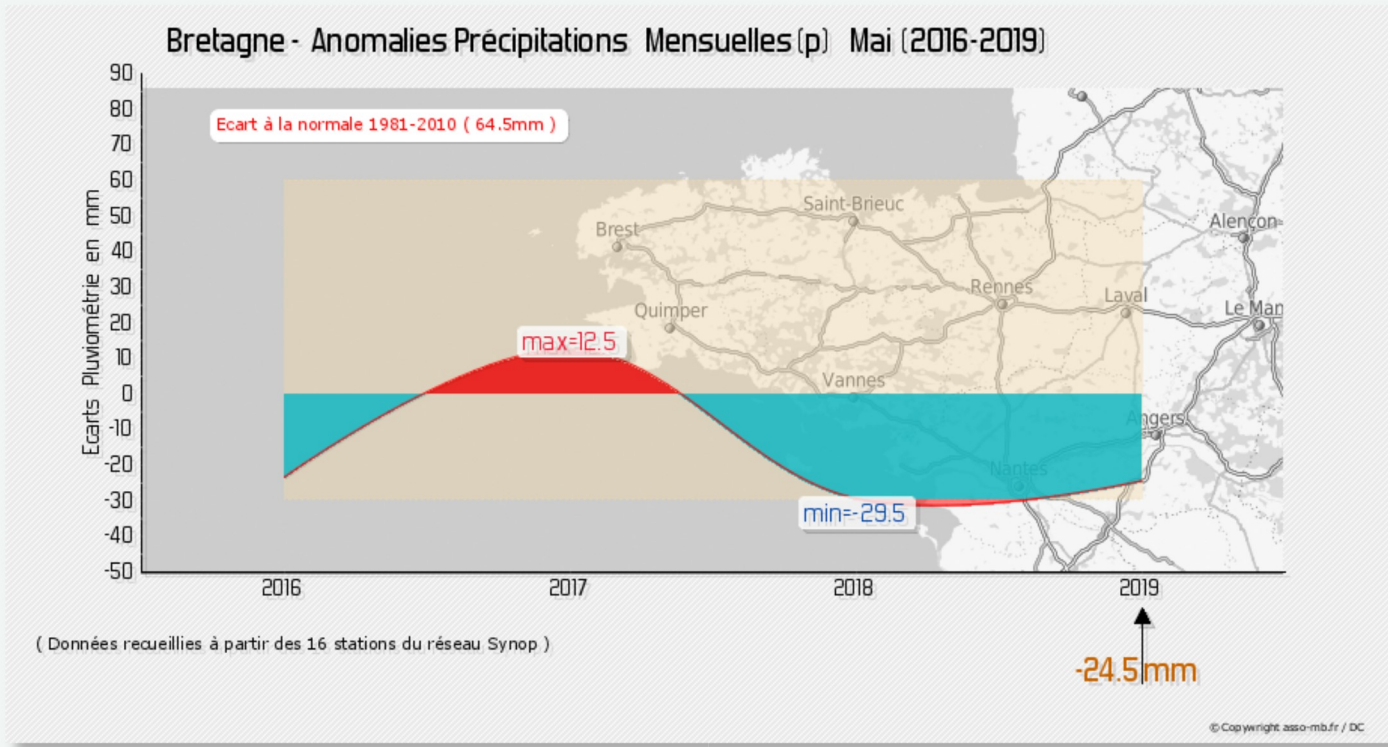 Bretagne - Anomalies Précipitations Mensuelles (p) Mai (2016-2019)
90
80
70
60
50
40
30
20
10
0
-10
-20
-30
-40
-50
Ecarts Pluviométrie en mm
Ecart à la normale 1981-2010 ( 64.5mm )
Saint-Brieuc
Brest
Alençon
Rennes
Laval
Quimper
Le Man
max=12.5
Vannes
Angers
Nantes
min=-29.5
2016 2017 2018 2019
( Données recueillies à partir des 16 stations du réseau Synop )
-24.5mm
© Copywright asso-mb.fr / DC